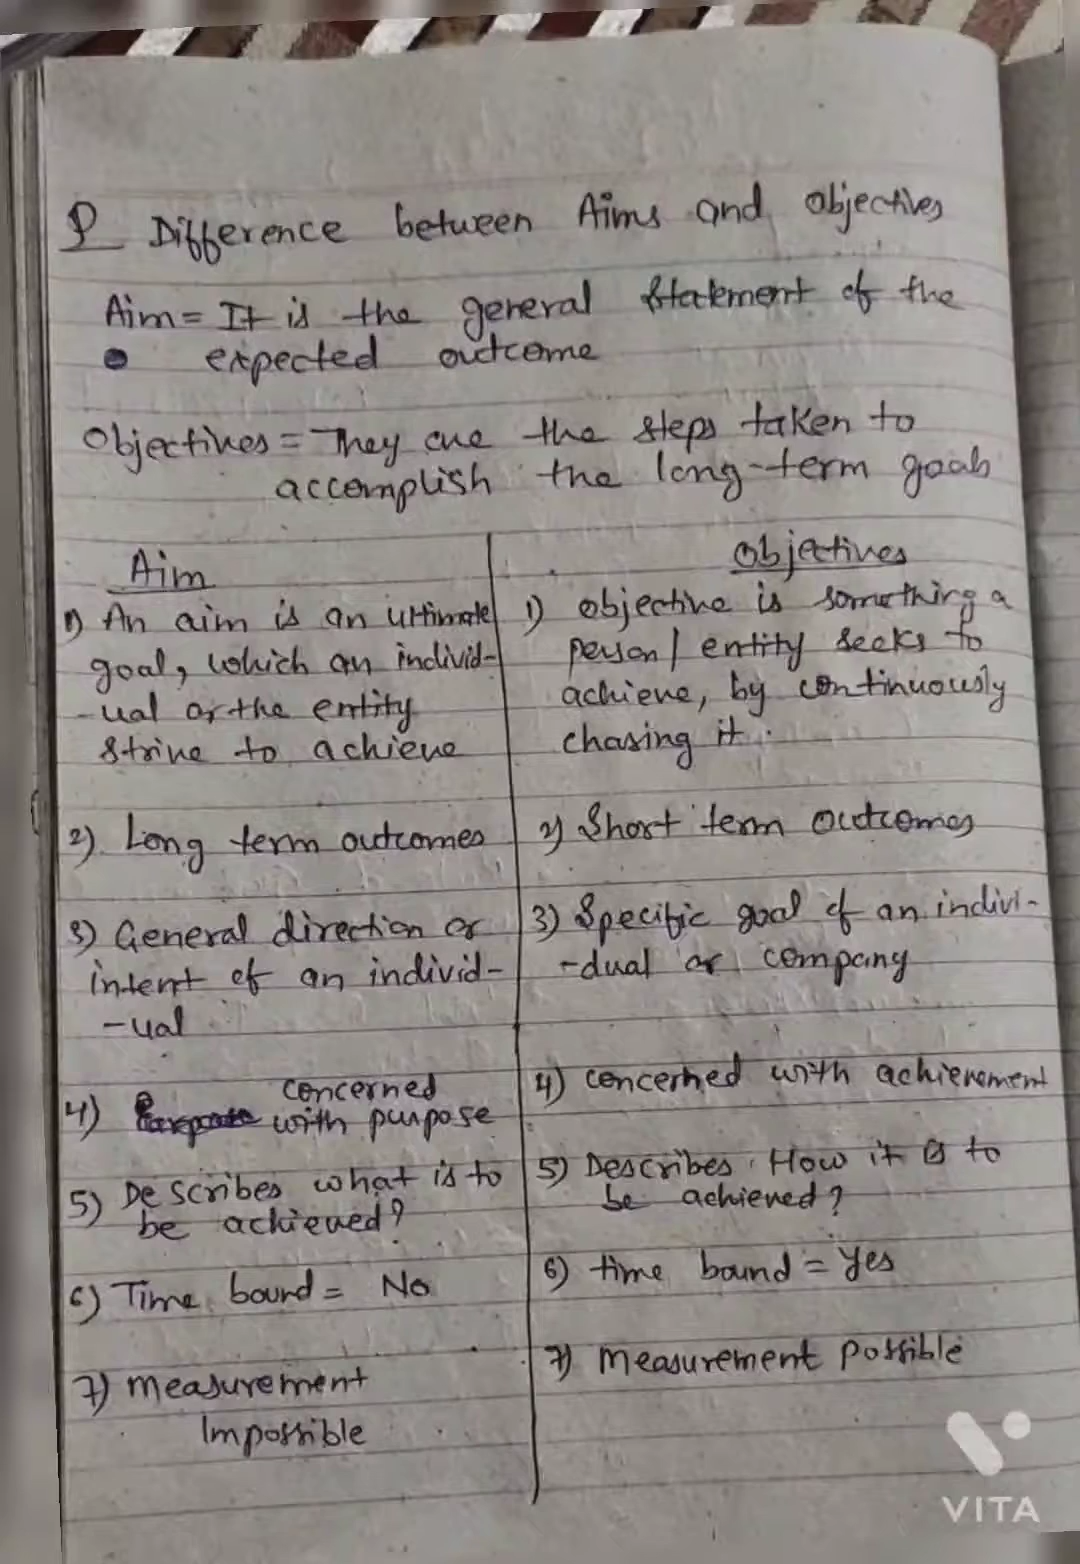 Q Difference between Aims and Objectives
Aim = It is the general statement of the
expected outcome
Objectives = They are the steps taken to
accomplish the long-term goals
Aim
1) An aim is an ultimate
goal, which an individ-
-ual or the entity
strive to achieve
2) Long term outcomes
3) General direction or
intent of an individ-
-ual
4) concerned
with purpose
5) Describes what is to
be achieved?
6) Time bound = No
7) Measurement
Impossible
Objectives
1) objective is something a
person / entity seeks to
achieve, by continuously
chasing it.
2) Short term outcomes
3) Specific goal of an indivi-
-dual or company
4) concerned with achievement
5) Describes How it is to
be achieved?
6) time bound = Yes
7) Measurement possible
VITA